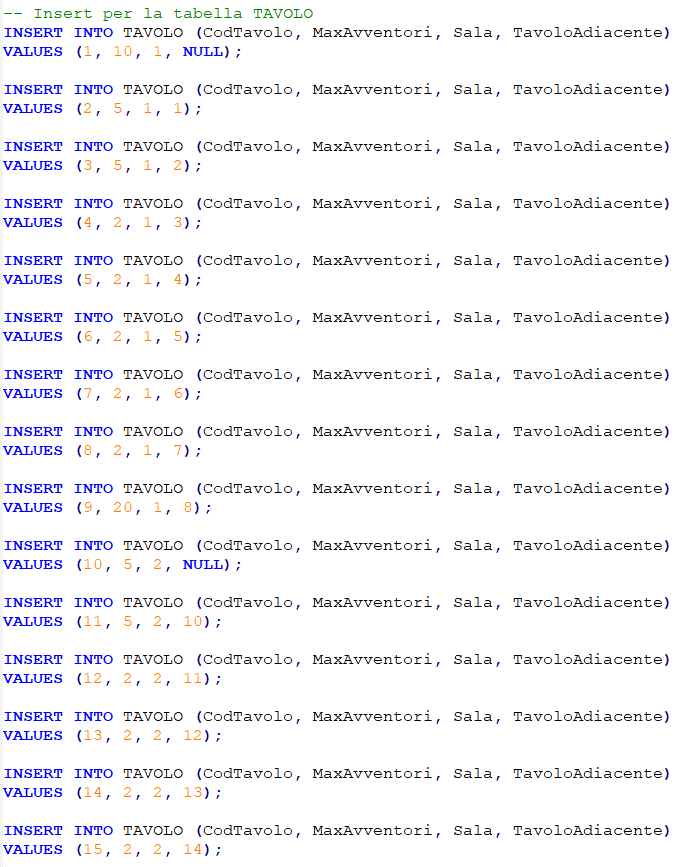 -- Insert per la tabella TAVOLO
INSERT INTO TAVOLO (CodTavolo, MaxAvventori, Sala, TavoloAdiacente)
VALUES (1, 10, 1, NULL);
INSERT INTO TAVOLO (CodTavolo, MaxAvventori, Sala, TavoloAdiacente)
VALUES (2, 5, 1, 1);
INSERT INTO TAVOLO (CodTavolo, MaxAvventori, Sala, TavoloAdiacente)
VALUES (3, 5, 1, 2);
INSERT INTO TAVOLO (CodTavolo, MaxAvventori, Sala, TavoloAdiacente)
VALUES (4, 2, 1, 3);
INSERT INTO TAVOLO (CodTavolo, MaxAvventori, Sala, TavoloAdiacente)
VALUES (5, 2, 1, 4);
INSERT INTO TAVOLO (CodTavolo, MaxAvventori, Sala, TavoloAdiacente)
VALUES (6, 2, 1, 5);
INSERT INTO TAVOLO (CodTavolo, MaxAvventori, Sala, TavoloAdiacente)
VALUES (7, 2, 1, 6);
INSERT INTO TAVOLO (CodTavolo, MaxAvventori, Sala, TavoloAdiacente)
VALUES (8, 2, 1, 7);
INSERT INTO TAVOLO (CodTavolo, MaxAvventori, Sala, TavoloAdiacente)
VALUES (9, 20, 1, 8);
INSERT INTO TAVOLO (CodTavolo, MaxAvventori, Sala, TavoloAdiacente)
VALUES (10, 5, 2, NULL);
INSERT INTO TAVOLO (CodTavolo, MaxAvventori, Sala, TavoloAdiacente)
VALUES (11, 5, 2, 10);
INSERT INTO TAVOLO (CodTavolo, MaxAvventori, Sala, TavoloAdiacente)
VALUES (12, 2, 2, 11);
INSERT INTO TAVOLO (CodTavolo, MaxAvventori, Sala, TavoloAdiacente)
VALUES (13, 2, 2, 12);
INSERT INTO TAVOLO (CodTavolo, MaxAvventori, Sala, TavoloAdiacente)
VALUES (14, 2, 2, 13);
INSERT INTO TAVOLO (CodTavolo, MaxAvventori, Sala, TavoloAdiacente)
VALUES (15, 2, 2, 14);